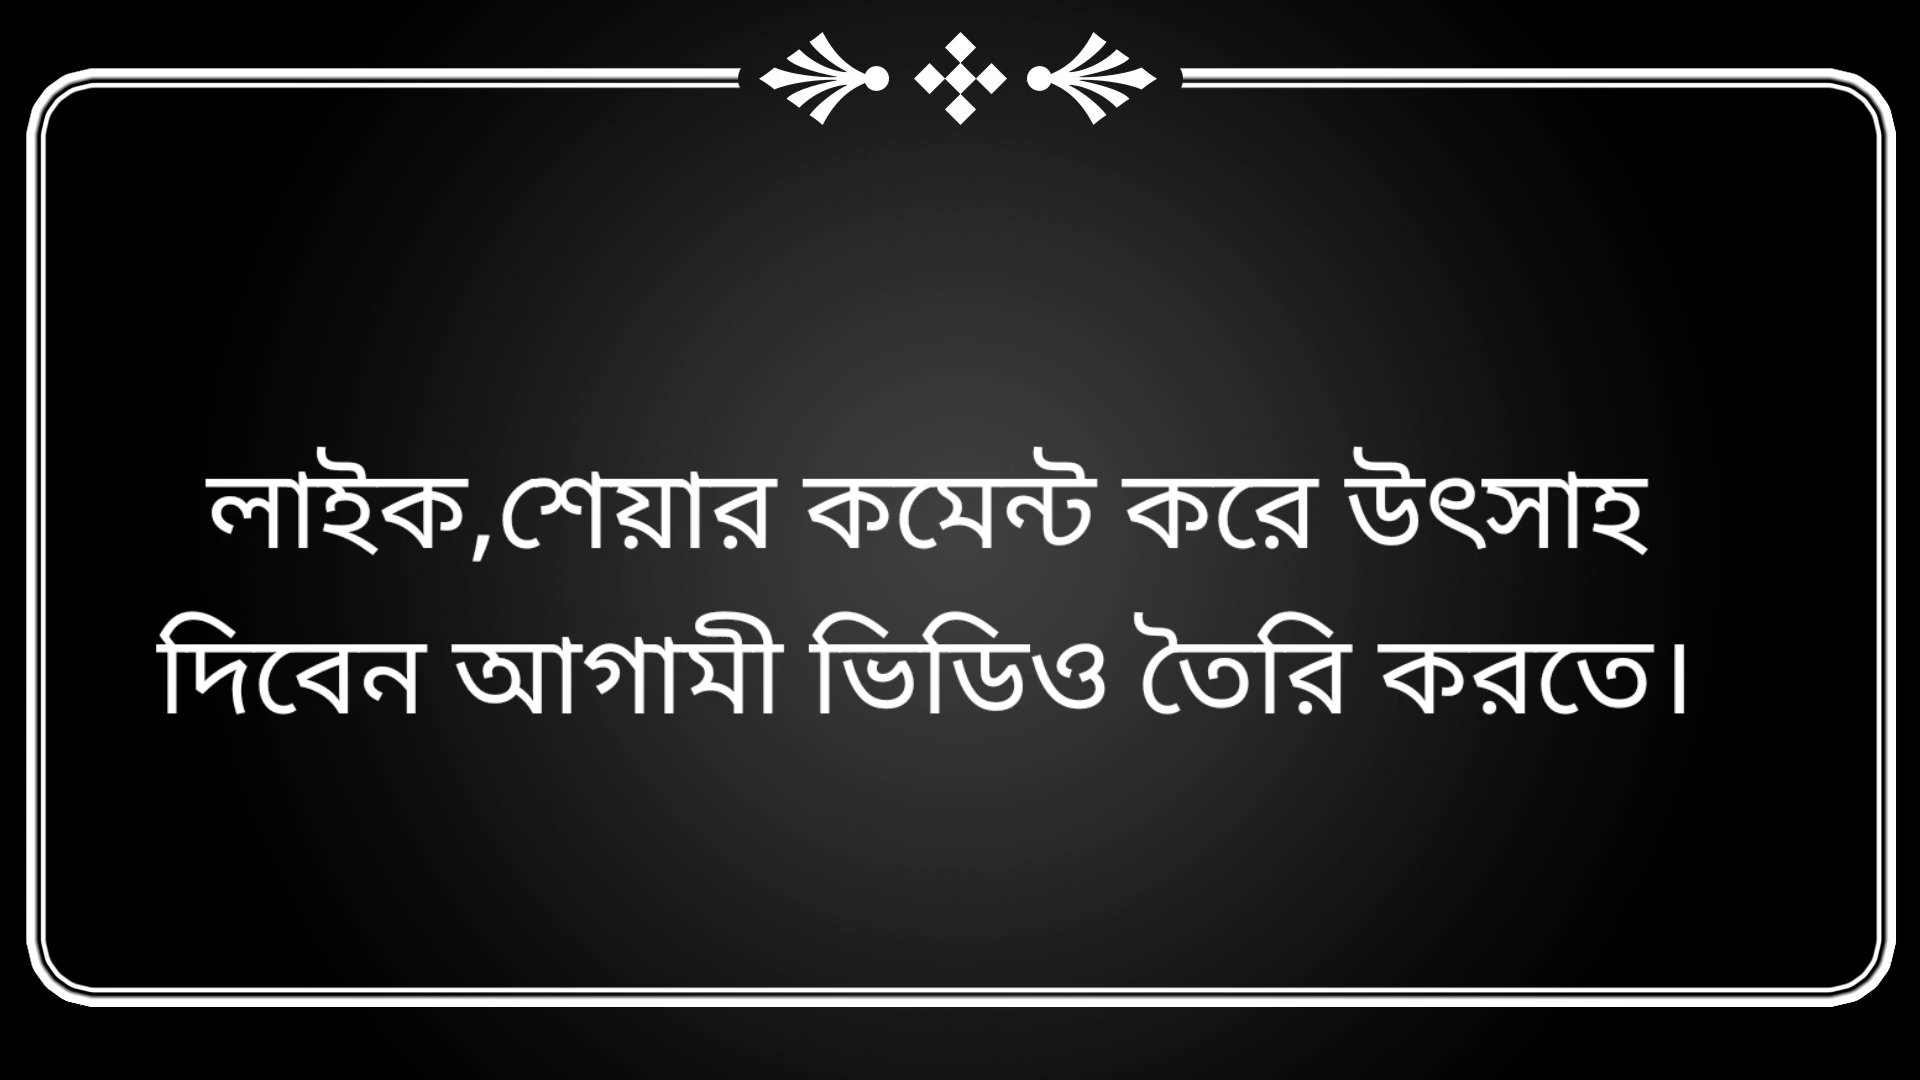 লাইক,শেয়ার কমেন্ট করে উৎসাহ
দিবেন আগামী ভিডিও তৈরি করতে।